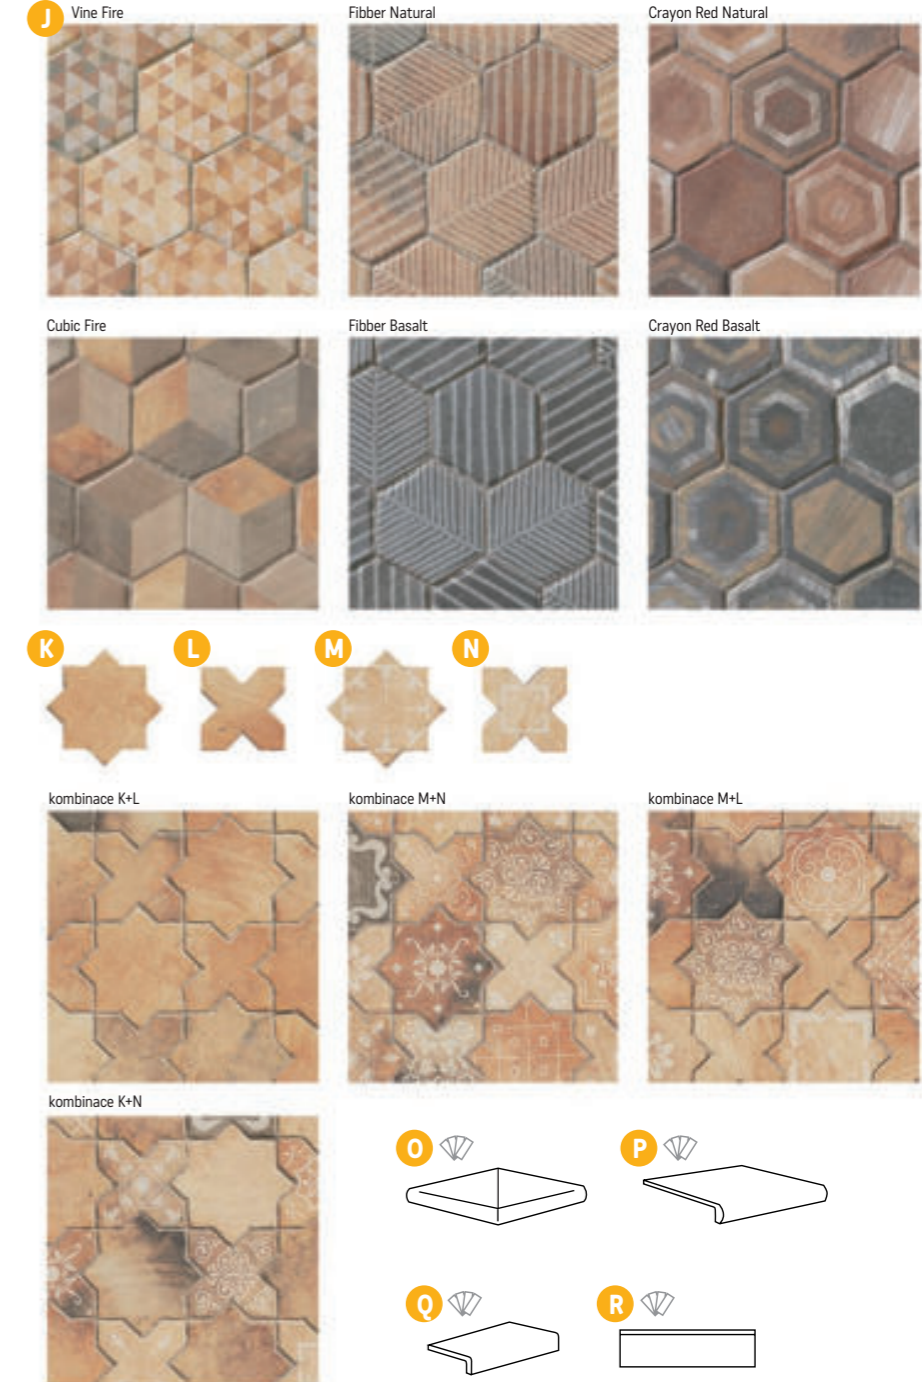 J Vine Fire Fibber Natural Crayon Red Natural
Cubic Fire Fibber Basalt Crayon Red Basalt
K L M N
kombinace K+L kombinace M+N kombinace M+L
kombinace K+N
O P
Q R